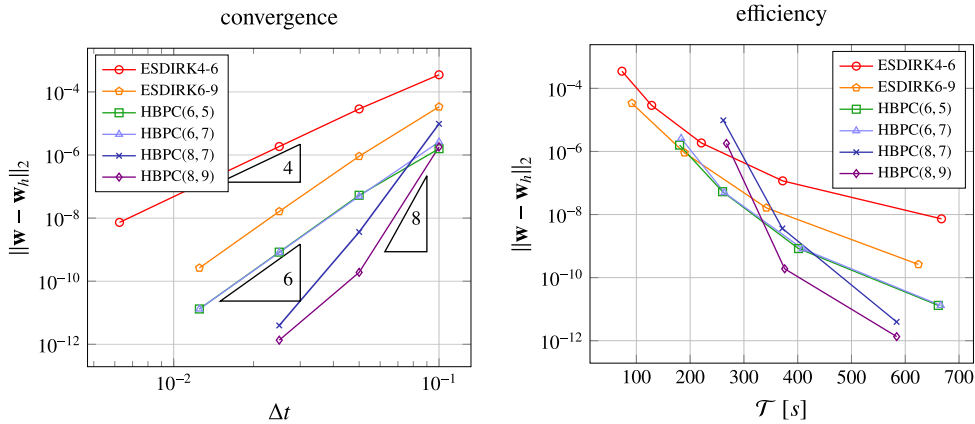 convergence
10^−4
10^−6
10^−8
10^−10
10^−12
‖w − w_h‖_2
ESDIRK4-6
ESDIRK6-9
HBPC(6, 5)
HBPC(6, 7)
HBPC(8, 7)
HBPC(8, 9)
4
8
6
10^−2
10^−1
Δt
efficiency
10^−4
10^−6
10^−8
10^−10
10^−12
‖w − w_h‖_2
ESDIRK4-6
ESDIRK6-9
HBPC(6, 5)
HBPC(6, 7)
HBPC(8, 7)
HBPC(8, 9)
100 200 300 400 500 600 700
𝒯 [s]